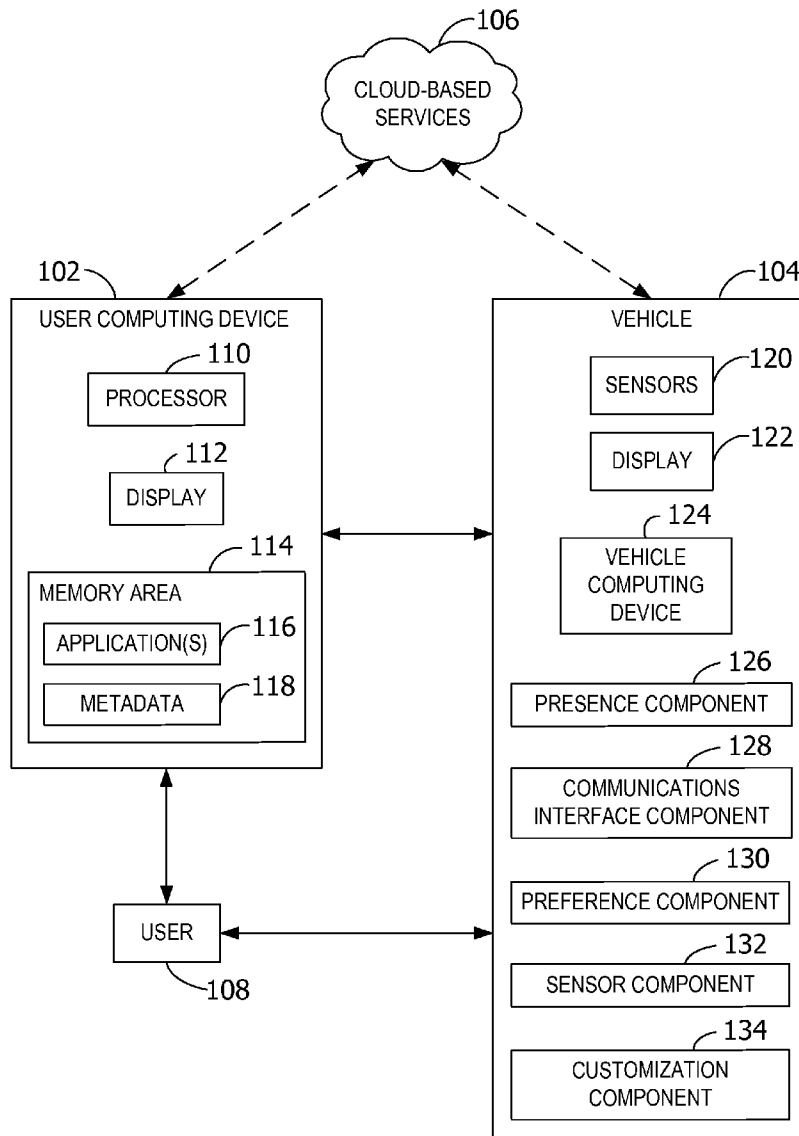 106
CLOUD-BASED
SERVICES
102
USER COMPUTING DEVICE
110
PROCESSOR
112
DISPLAY
114
MEMORY AREA
APPLICATION(S)
116
METADATA
118
USER
108
104
VEHICLE
SENSORS
120
DISPLAY
122
124
VEHICLE
COMPUTING
DEVICE
126
PRESENCE COMPONENT
128
COMMUNICATIONS
INTERFACE COMPONENT
130
PREFERENCE COMPONENT
132
SENSOR COMPONENT
134
CUSTOMIZATION
COMPONENT